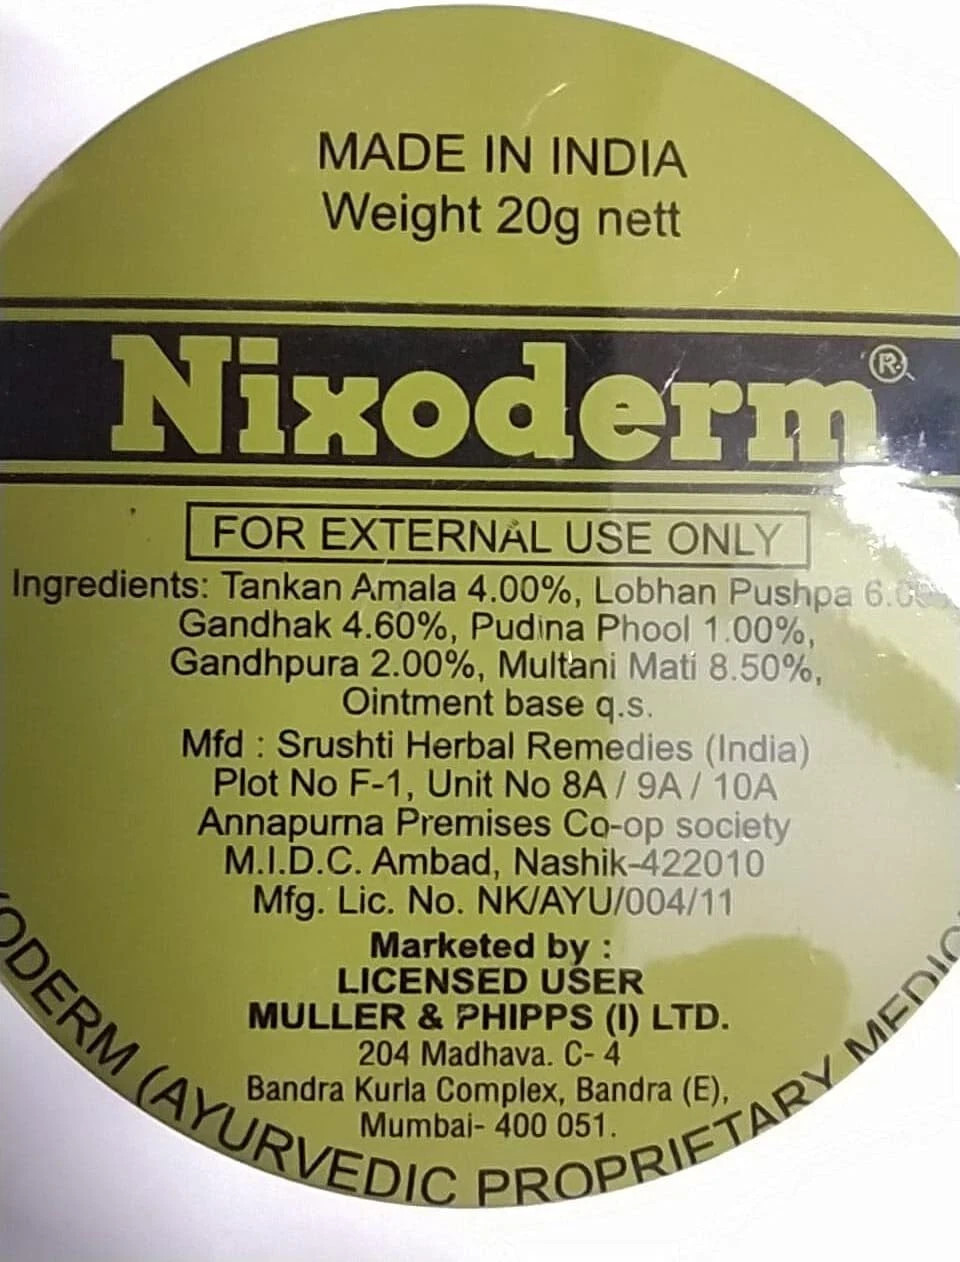 MADE IN INDIA
Weight 20g nett
Nixoderm®
FOR EXTERNAL USE ONLY
Ingredients: Tankan Amala 4.00%, Lobhan Pushpa
Gandhak 4.60%, Pudina Phool 1.00%,
Gandhpura 2.00%, Multani Mati 8.50%,
Ointment base q.s.
Mfd : Srushti Herbal Remedies (India)
Plot No F-1, Unit No 8A / 9A / 10A
Annapurna Premises Co-op society
M.I.D.C. Ambad, Nashik-422010
Mfg. Lic. No. NK/AYU/004/11
Marketed by :
LICENSED USER
MULLER & PHIPPS (I) LTD.
204 Madhava. C- 4
Bandra Kurla Complex, Bandra (E),
Mumbai- 400 051.
ODERM (AYURVEDIC PROPRIETARY MEDIC